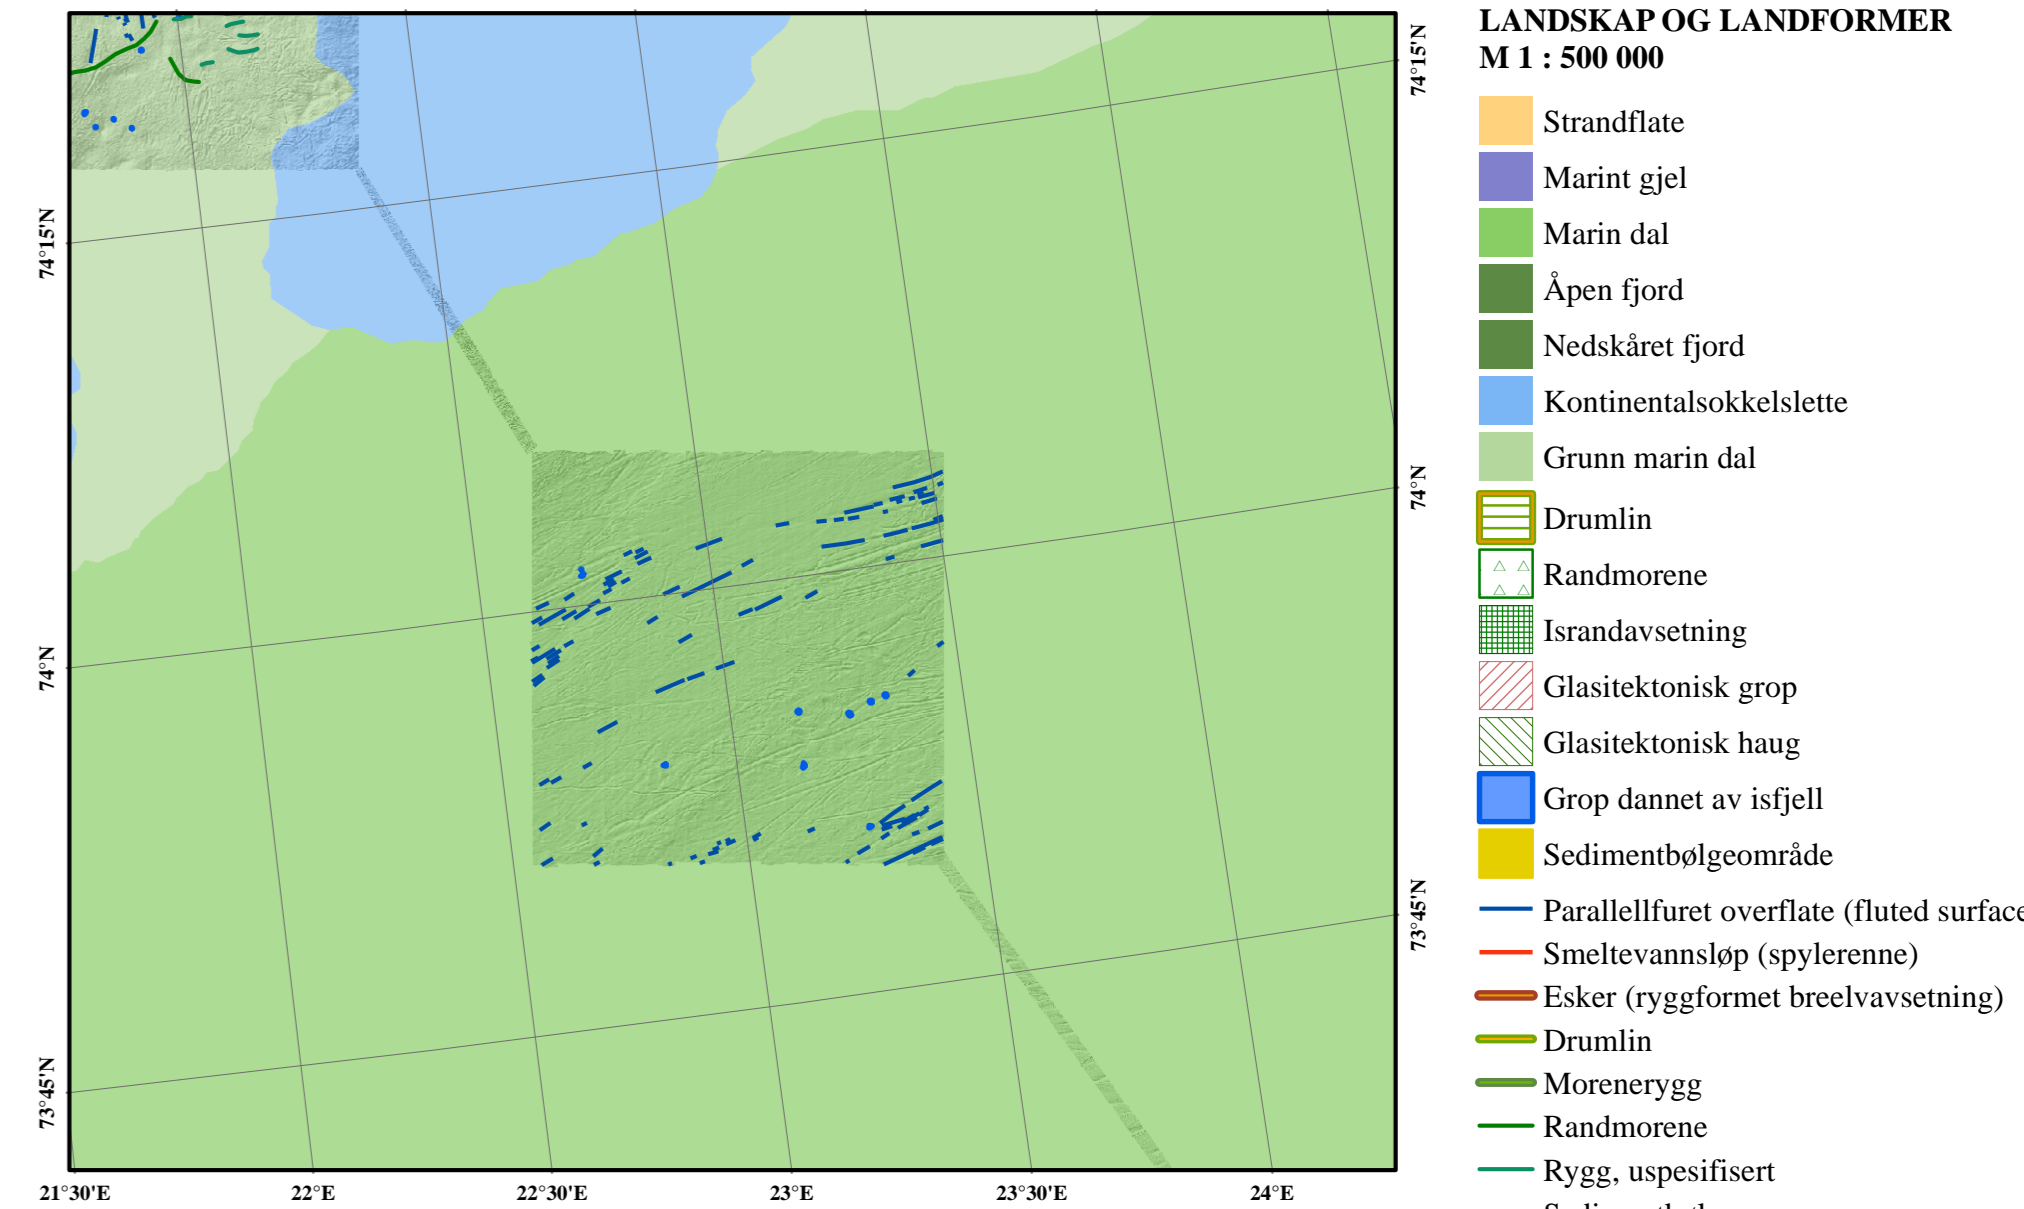 LANDSKAP OG LANDFORMER
M 1 : 500 000
Strandflate
Marint gjel
Marin dal
Åpen fjord
Nedskåret fjord
Kontinentalsokkelslette
Grunn marin dal
Drumlin
Randmorene
Israndavsetning
Glasitektonisk grop
Glasitektonisk haug
Grop dannet av isfjell
Sedimentbølgeområde
Parallellfuret overflate (fluted surface
Smeltevannsløp (spylerenne)
Esker (ryggformet breelvavsetning)
Drumlin
Morenerygg
Randmorene
Rygg, uspesifisert
74°15'N
74°N
73°45'N
74°15'N
74°N
73°45'N
21°30'E
22°E
22°30'E
23°E
23°30'E
24°E